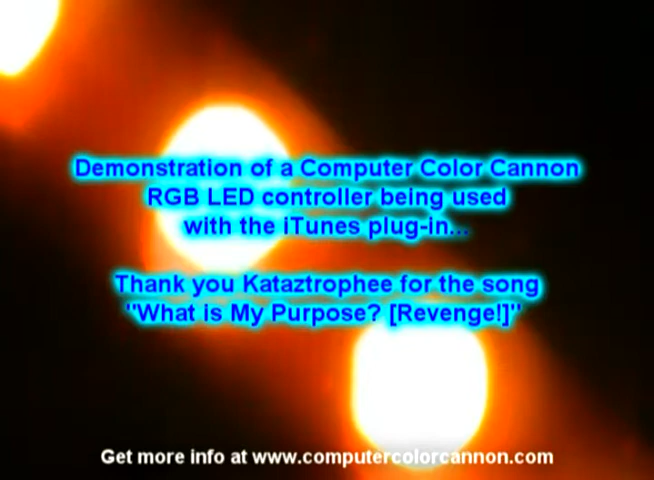 Demonstration of a Computer Color Cannon
RGB LED controller being used
with the iTunes plug-in...
Thank you Kataztrophee for the song
"What is My Purpose? [Revenge!]"
Get more info at www.computercolorcannon.com